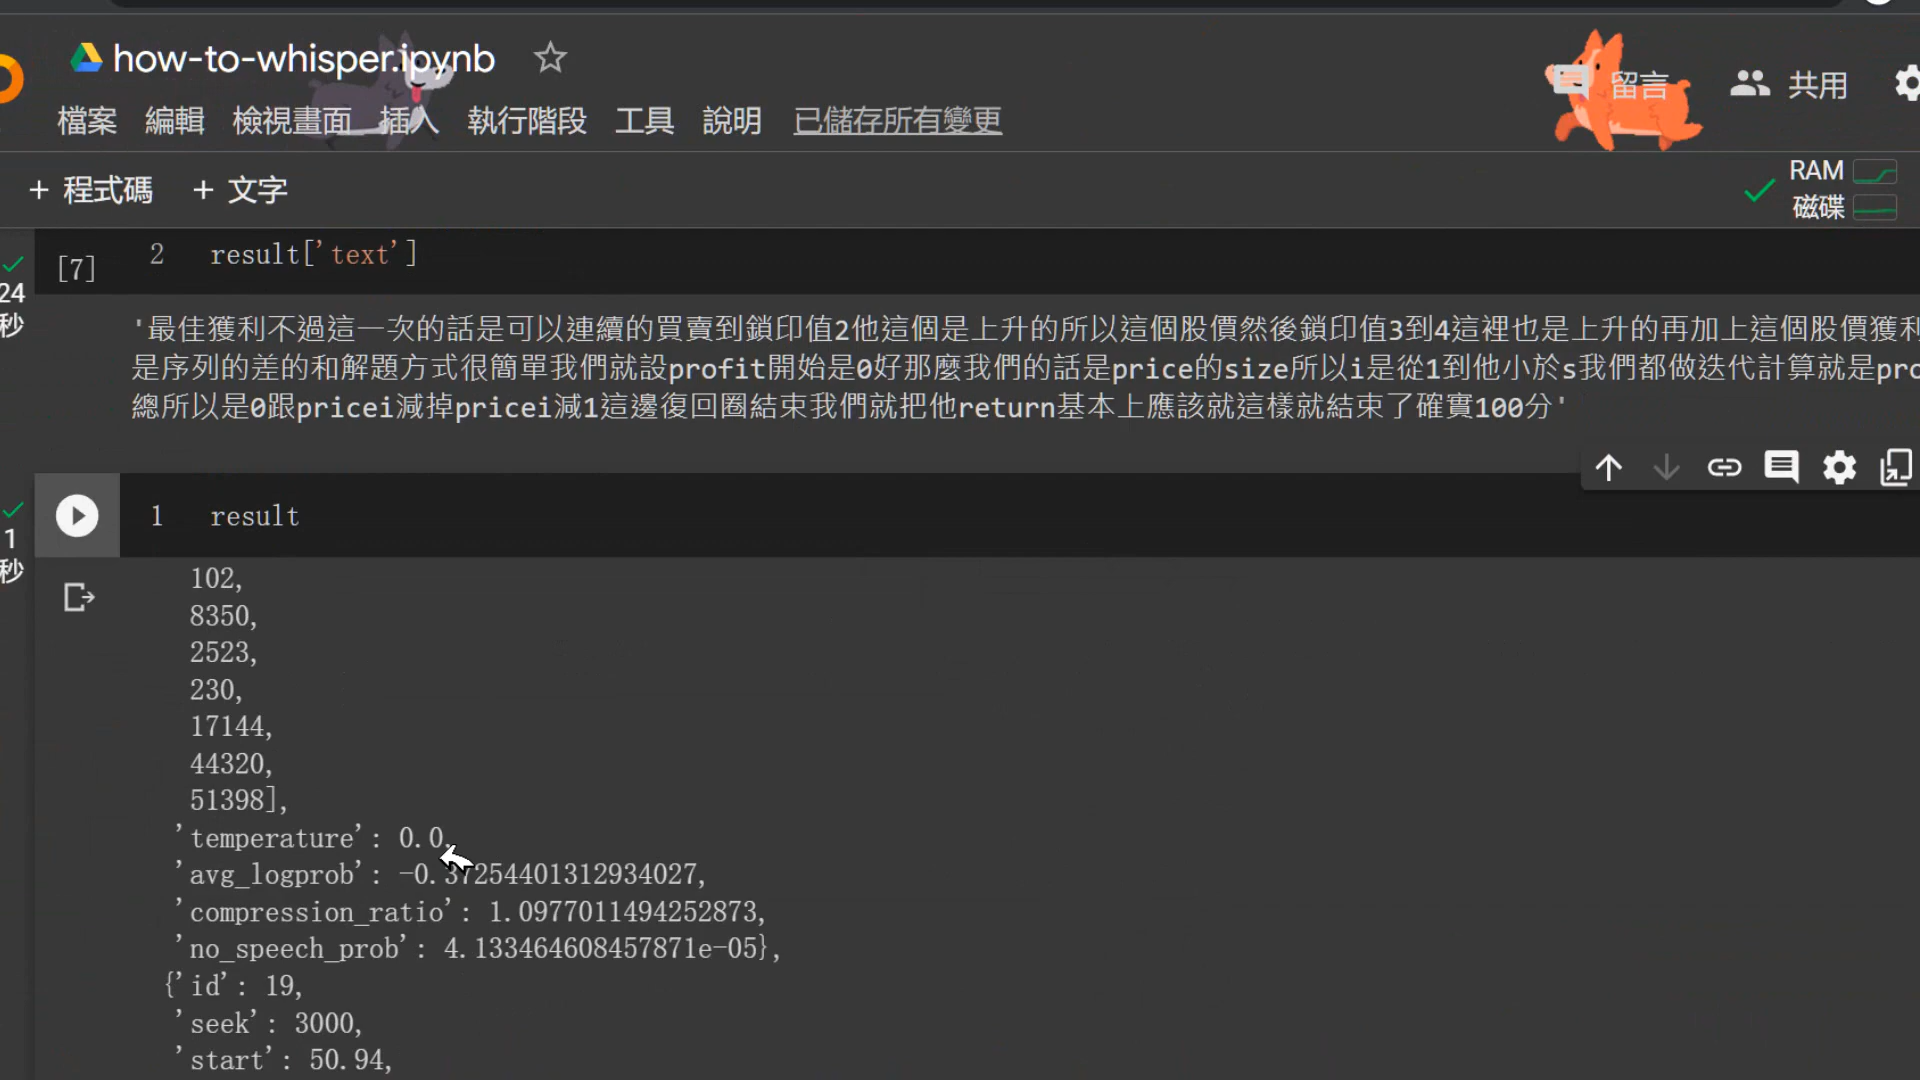 how-to-whisper.ipynb
留言
共用
檔案 編輯 檢視畫面 插入 執行階段 工具 說明 已儲存所有變更
+ 程式碼 + 文字
RAM
磁碟
[7]
24
秒
2 result['text']
'最佳獲利不過這一次的話是可以連續的買賣到鎖印值2他這個是上升的所以這個股價然後鎖印值3到4這裡也是上升的再加上這個股價獲利
是序列的差的和解題方式很簡單我們就設profit開始是0好那麼我們的話是price的size所以i是從1到他小於s我們都做迭代計算就是pro
總所以是0跟pricei減掉pricei減1這邊復回圈結束我們就把他return基本上應該就這樣就結束了確實100分'
1
秒
1 result
102,
8350,
2523,
230,
17144,
44320,
51398],
'temperature': 0.0,
'avg_logprob': -0.37254401312934027,
'compression_ratio': 1.0977011494252873,
'no_speech_prob': 4.133464608457871e-05},
{'id': 19,
'seek': 3000,
'start': 50.94,